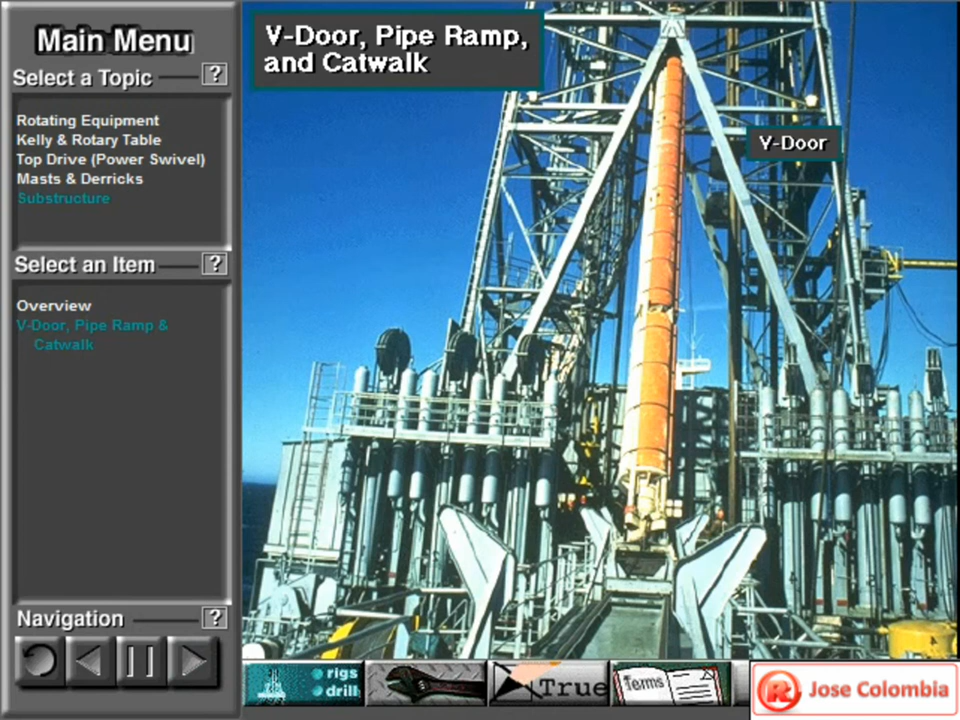 Main Menu
Select a Topic
?
Rotating Equipment
Kelly & Rotary Table
Top Drive (Power Swivel)
Masts & Derricks
Substructure
Select an Item
?
Overview
V-Door, Pipe Ramp &
Catwalk
Navigation
?
V-Door, Pipe Ramp,
and Catwalk
V-Door
rigs
drill
True
Terms
R
Jose Colombia